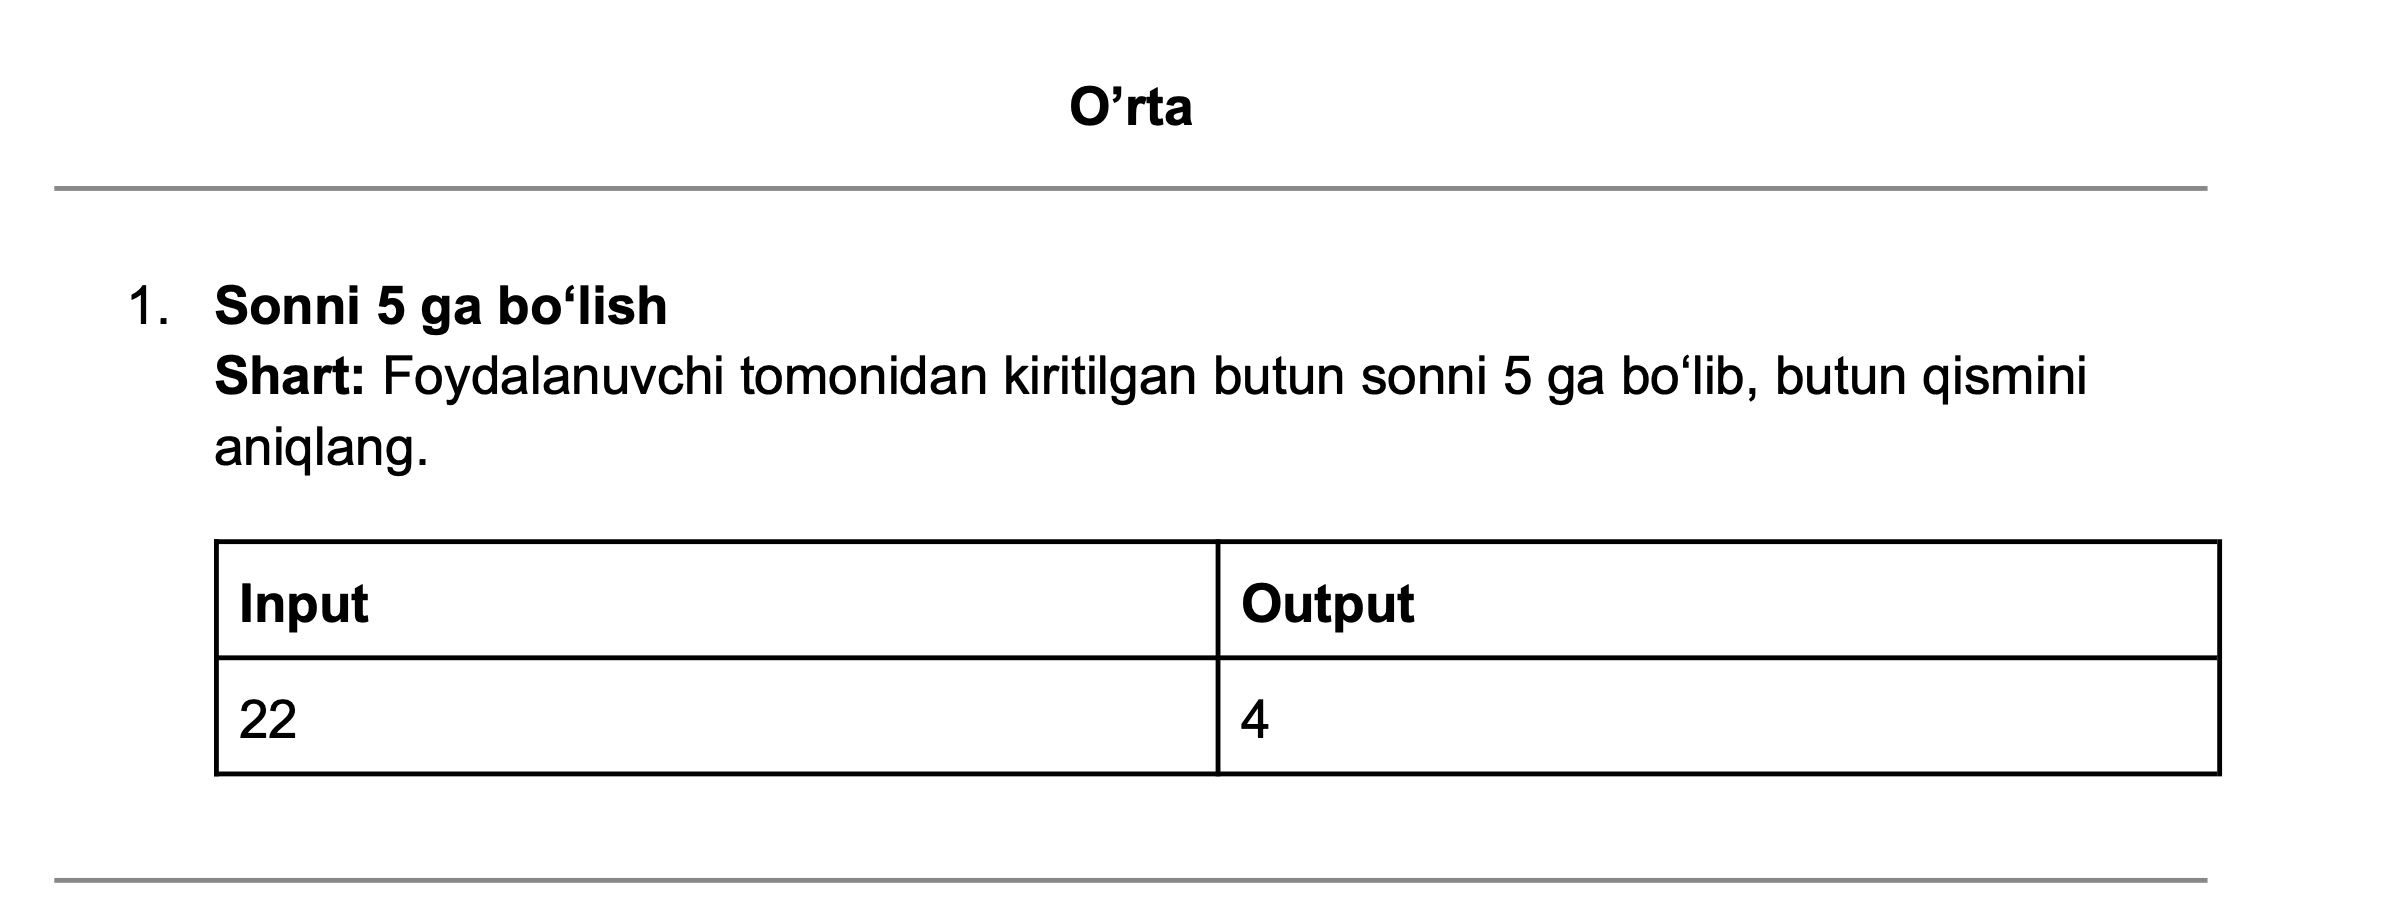 O’rta
1. Sonni 5 ga bo‘lish
Shart: Foydalanuvchi tomonidan kiritilgan butun sonni 5 ga bo‘lib, butun qismini
aniqlang.
Input Output
22 4